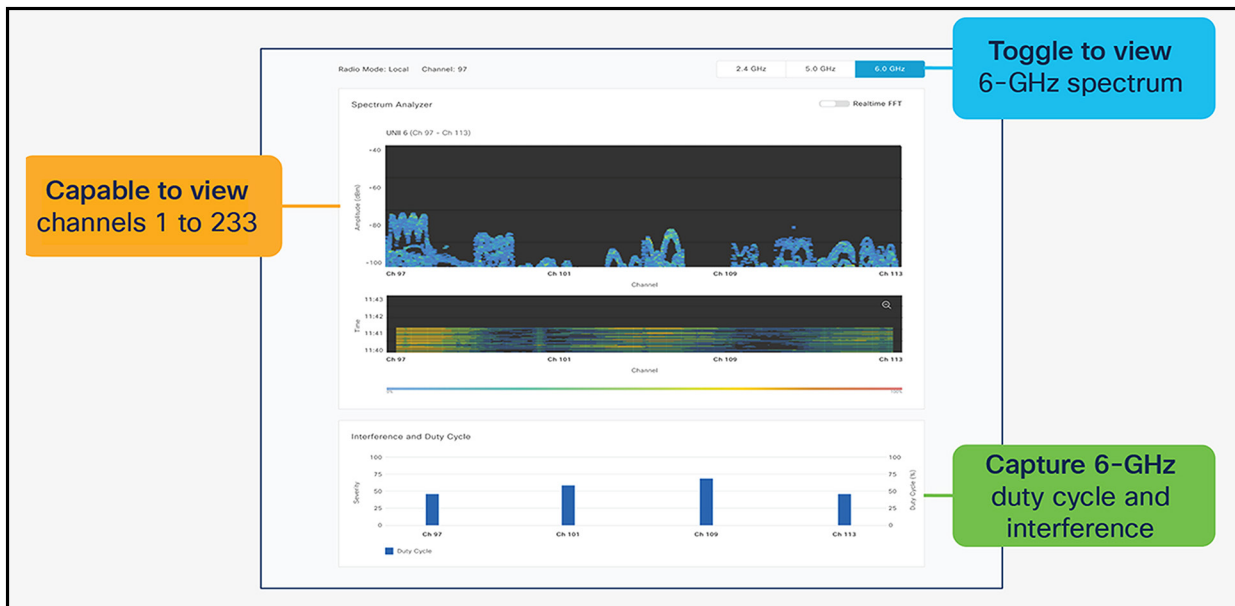 Radio Mode: Local Channel: 97
2.4 GHz 5.0 GHz 6.0 GHz
Toggle to view
6-GHz spectrum
Spectrum Analyzer
Realtime FFT
UNII 6 (Ch 97 - Ch 113)
Capable to view
channels 1 to 233
Amplitude (dBm)
-40
-60
-80
-100
Ch 97 Ch 101 Ch 109 Ch 113
Channel
Time
11:43
11:42
11:41
11:40
Ch 97 Ch 101 Ch 109 Ch 113
Channel
0% 100%
Interference and Duty Cycle
Severity
100
75
50
25
0
100
75
50
25
0
Duty Cycle (%)
Ch 97 Ch 101 Ch 109 Ch 113
Duty Cycle
Capture 6-GHz
duty cycle and
interference